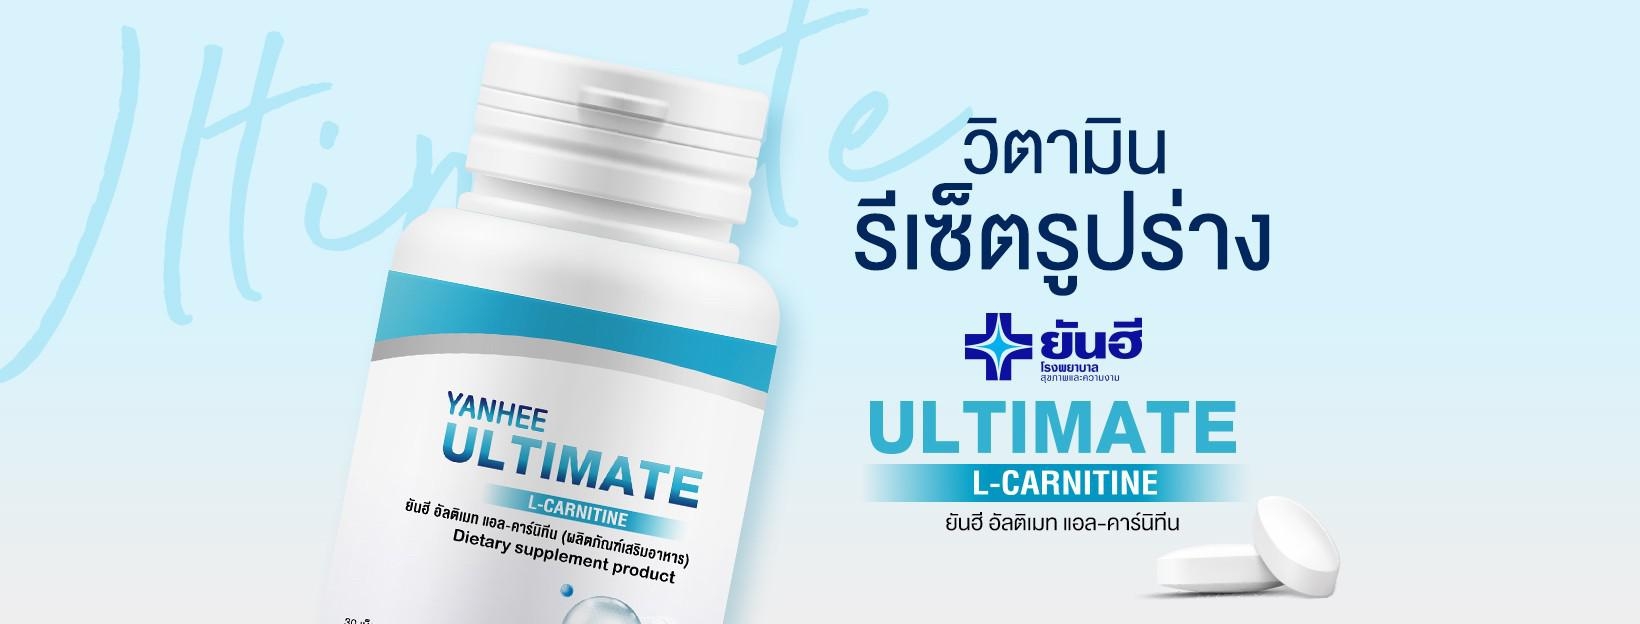 Ultimate
วิตามิน
รีเซ็ตรูปร่าง
ยันฮี
โรงพยาบาล
สุขภาพและความงาม
ULTIMATE
L-CARNITINE
ยันฮี อัลติเมท แอล-คาร์นิทีน
YANHEE
ULTIMATE
L-CARNITINE
ยันฮี อัลติเมท แอล-คาร์นิทีน (ผลิตภัณฑ์เสริมอาหาร)
Dietary supplement product
30